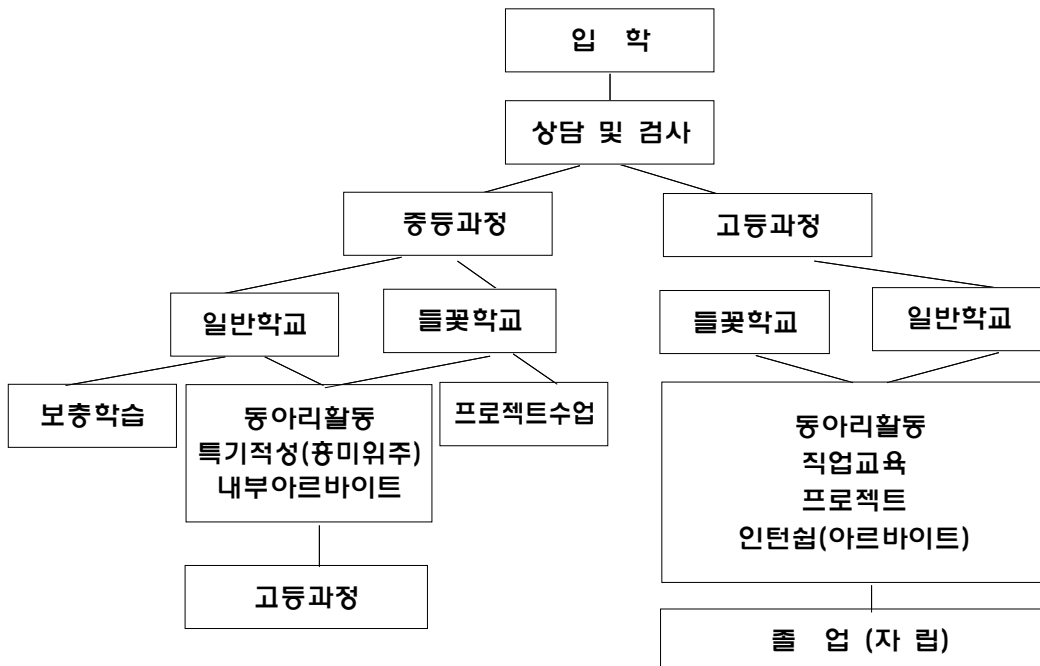 입 학
상담 및 검사
중등과정
고등과정
일반학교
들꽃학교
들꽃학교
일반학교
보충학습
동아리활동
특기적성(흥미위주)
내부아르바이트
프로젝트수업
동아리활동
직업교육
프로젝트
인턴쉽(아르바이트)
고등과정
졸 업 (자 립)